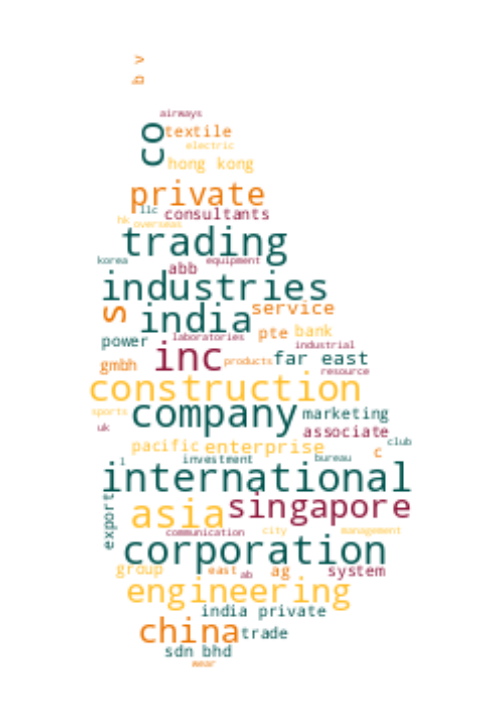 b v
airways
co textile
electric
hong kong
private
llc consultants
hk overseas
trading
korea abb equipment
industries
s india service
power laboratories pte bank
industrial
gmbh inc products far east
resource
construction
sports company marketing
uk associate
pacific enterprise c club
l investment bureau
international
export asia singapore
communication city management
corporation
group east ab ag system
engineering
india private
china trade
sdn bhd
wear